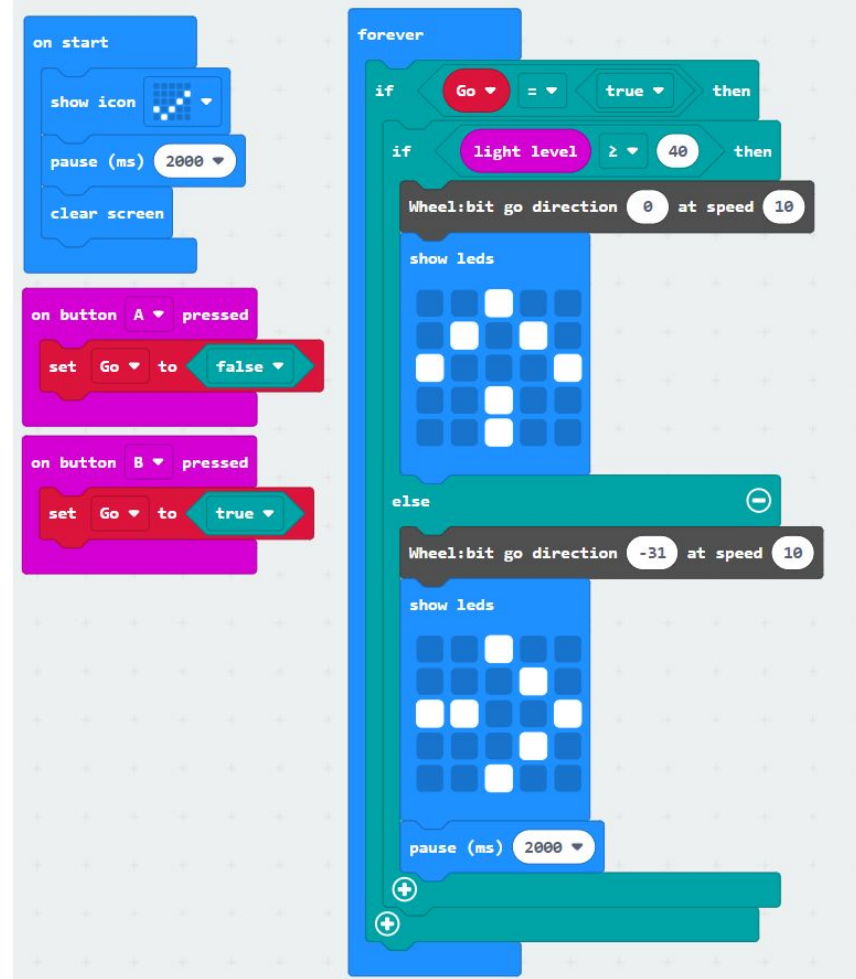 on start
show icon
pause (ms) 2000
clear screen
on button A pressed
set Go to false
on button B pressed
set Go to true
forever
if Go = true then
if light level ≥ 40 then
Wheel:bit go direction 0 at speed 10
show leds
else
Wheel:bit go direction -31 at speed 10
show leds
pause (ms) 2000